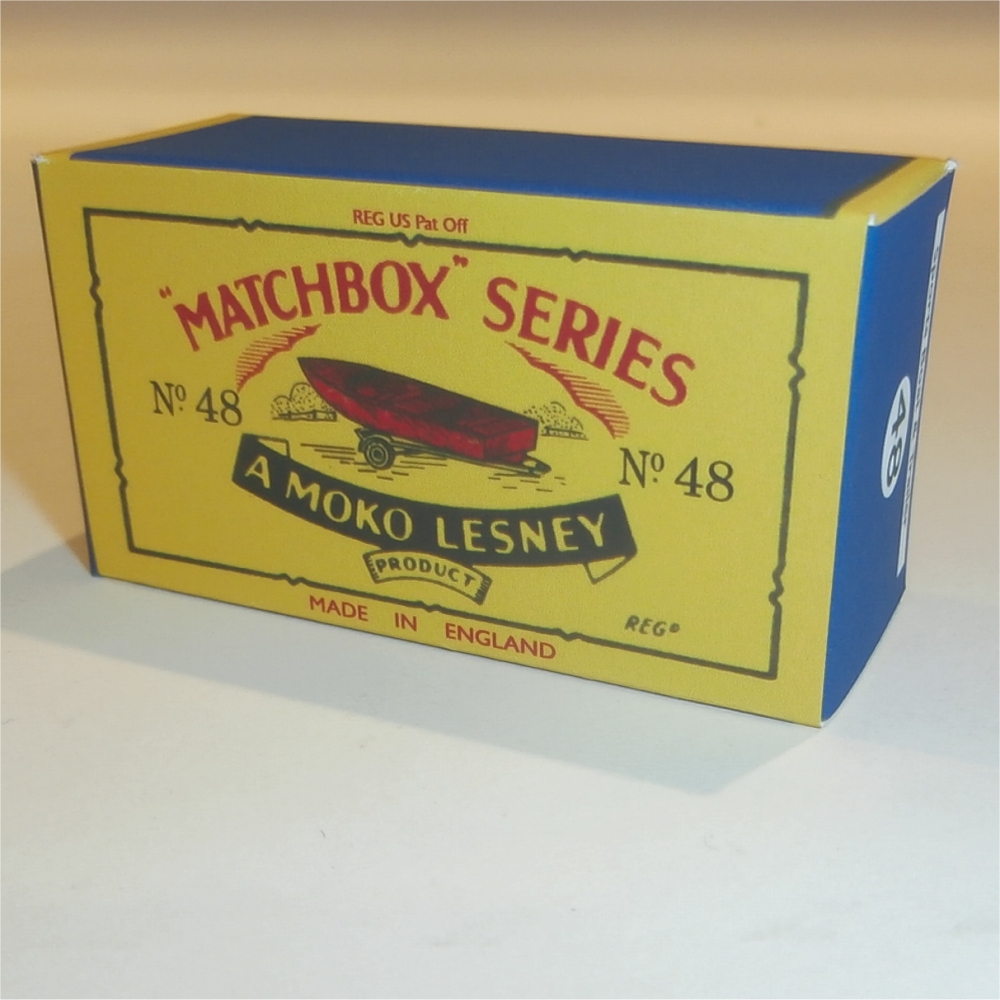 REG US Pat Off
"MATCHBOX" SERIES
Nº 48
Nº 48
A MOKO LESNEY
PRODUCT
REGD
MADE IN ENGLAND
48